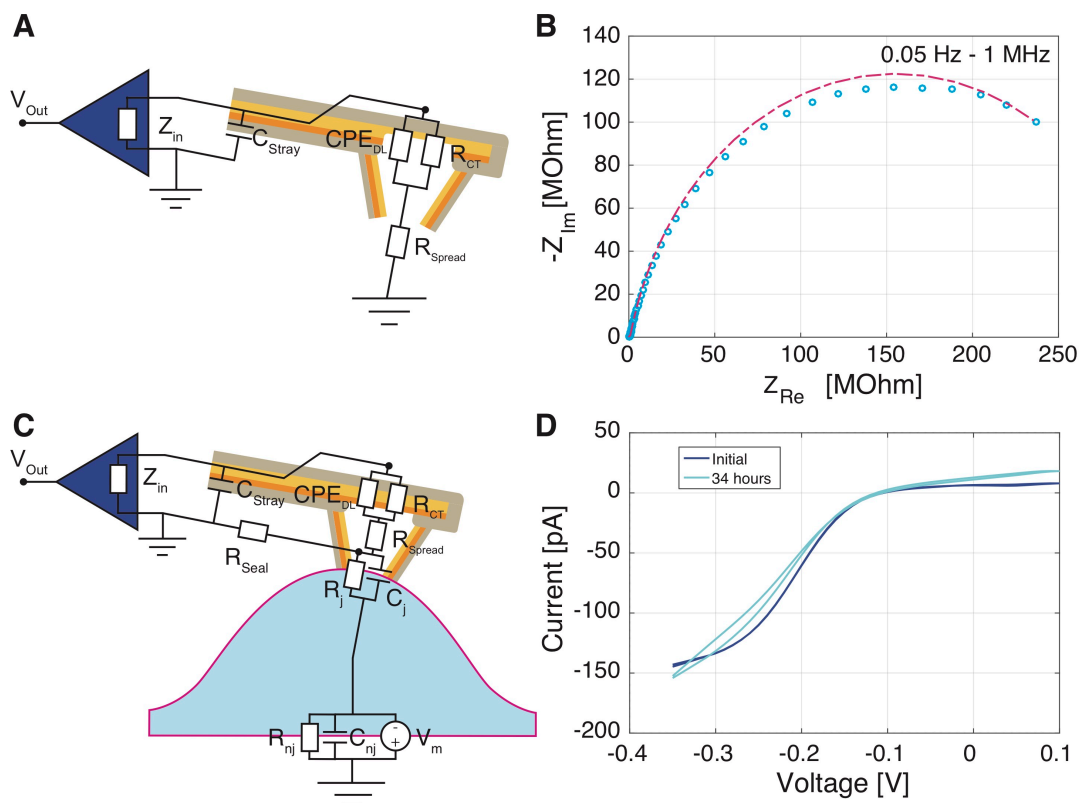 A
V_Out
Z_in
C_Stray
CPE_DL
R_CT
R_Spread
B
0.05 Hz - 1 MHz
140
120
100
80
60
40
20
0
-Z_Im [MOhm]
0
50
100
150
200
250
Z_Re [MOhm]
C
V_Out
Z_in
C_Stray
CPE_DL
R_CT
R_Spread
R_Seal
R_j
C_j
R_nj
C_nj
-
+
V_m
D
Initial
34 hours
50
0
-50
-100
-150
-200
Current [pA]
-0.4
-0.3
-0.2
-0.1
0
0.1
Voltage [V]